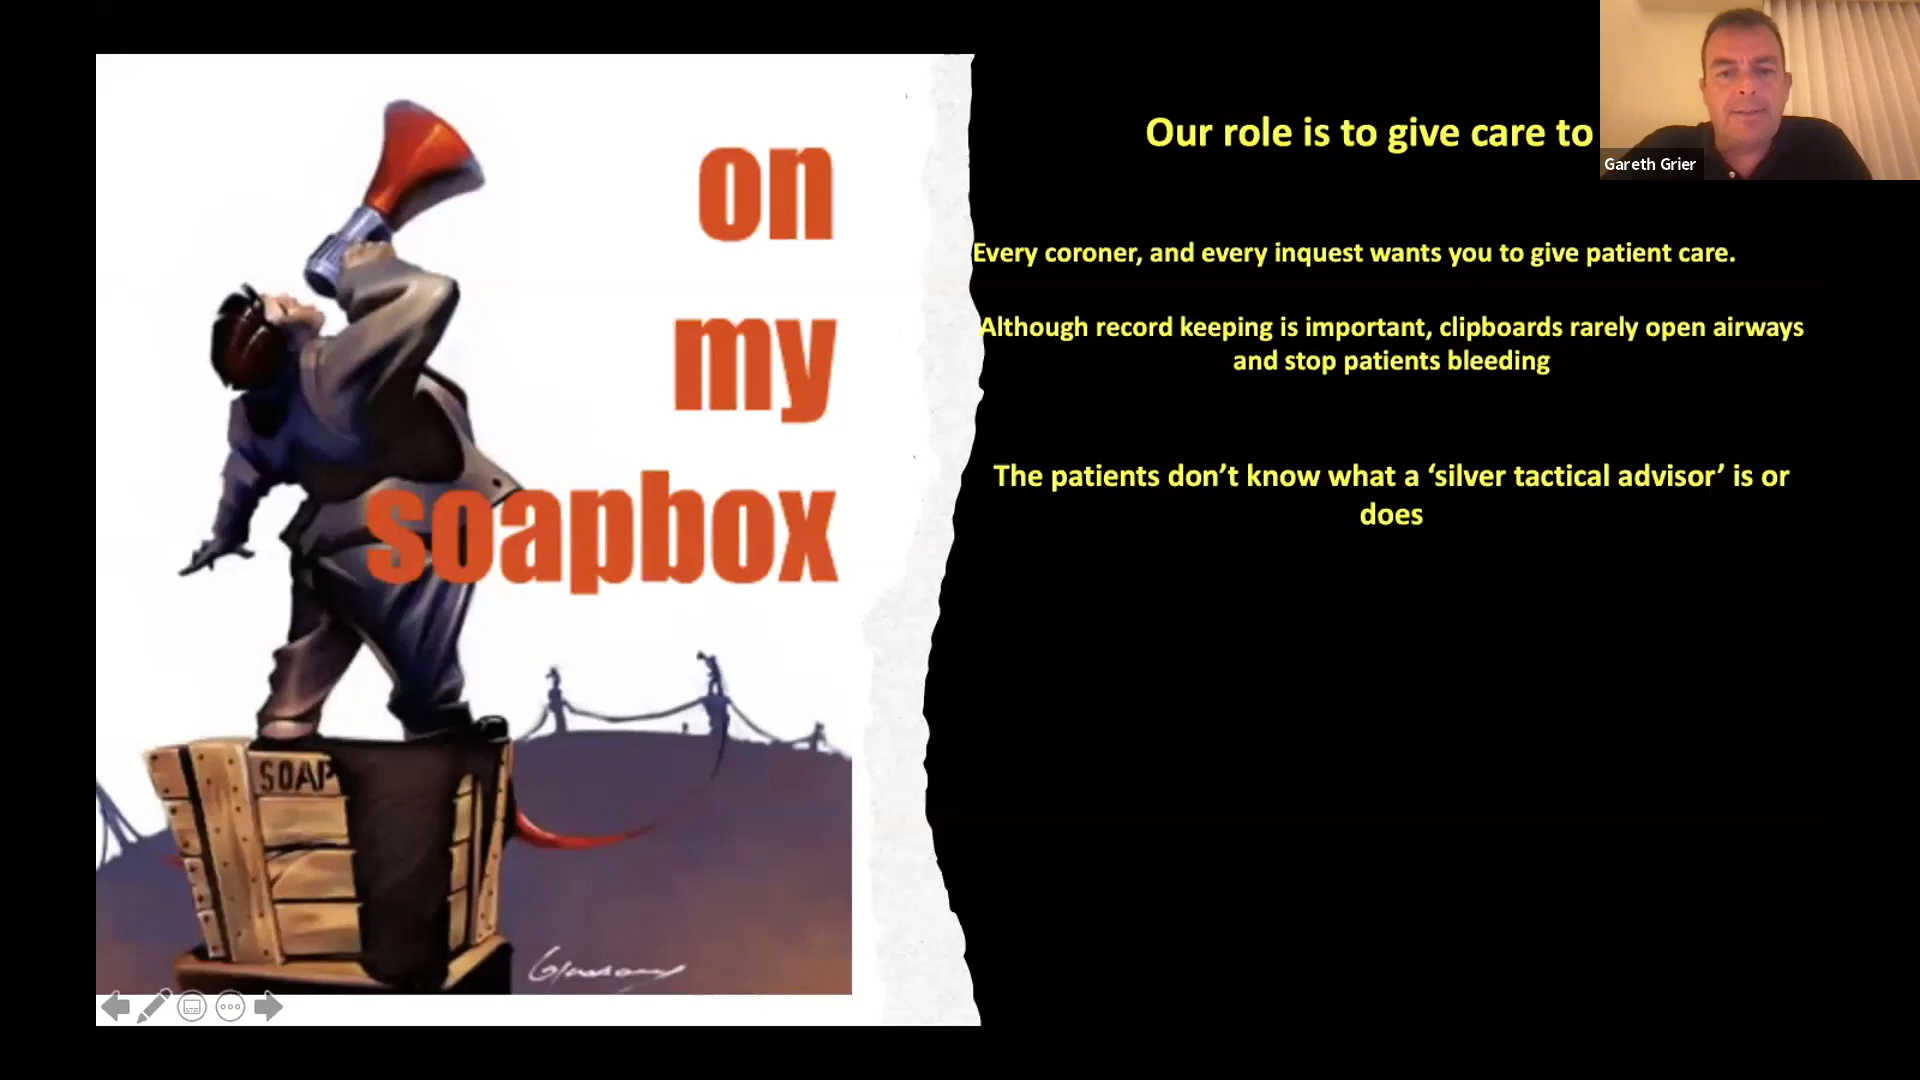 on
my
soapbox
SOAP
Our role is to give care to
Gareth Grier
Every coroner, and every inquest wants you to give patient care.
Although record keeping is important, clipboards rarely open airways
and stop patients bleeding
The patients don’t know what a ‘silver tactical advisor’ is or
does